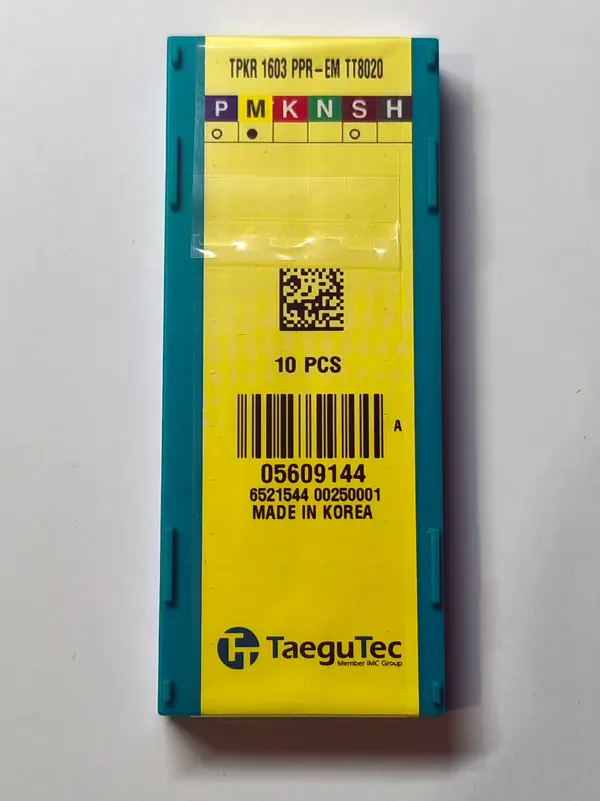 TPKR 1603 PPR-EM TT8020
P M K N S H
10 PCS
A
05609144
6521544 00250001
MADE IN KOREA
TaeguTec
Member IMC Group